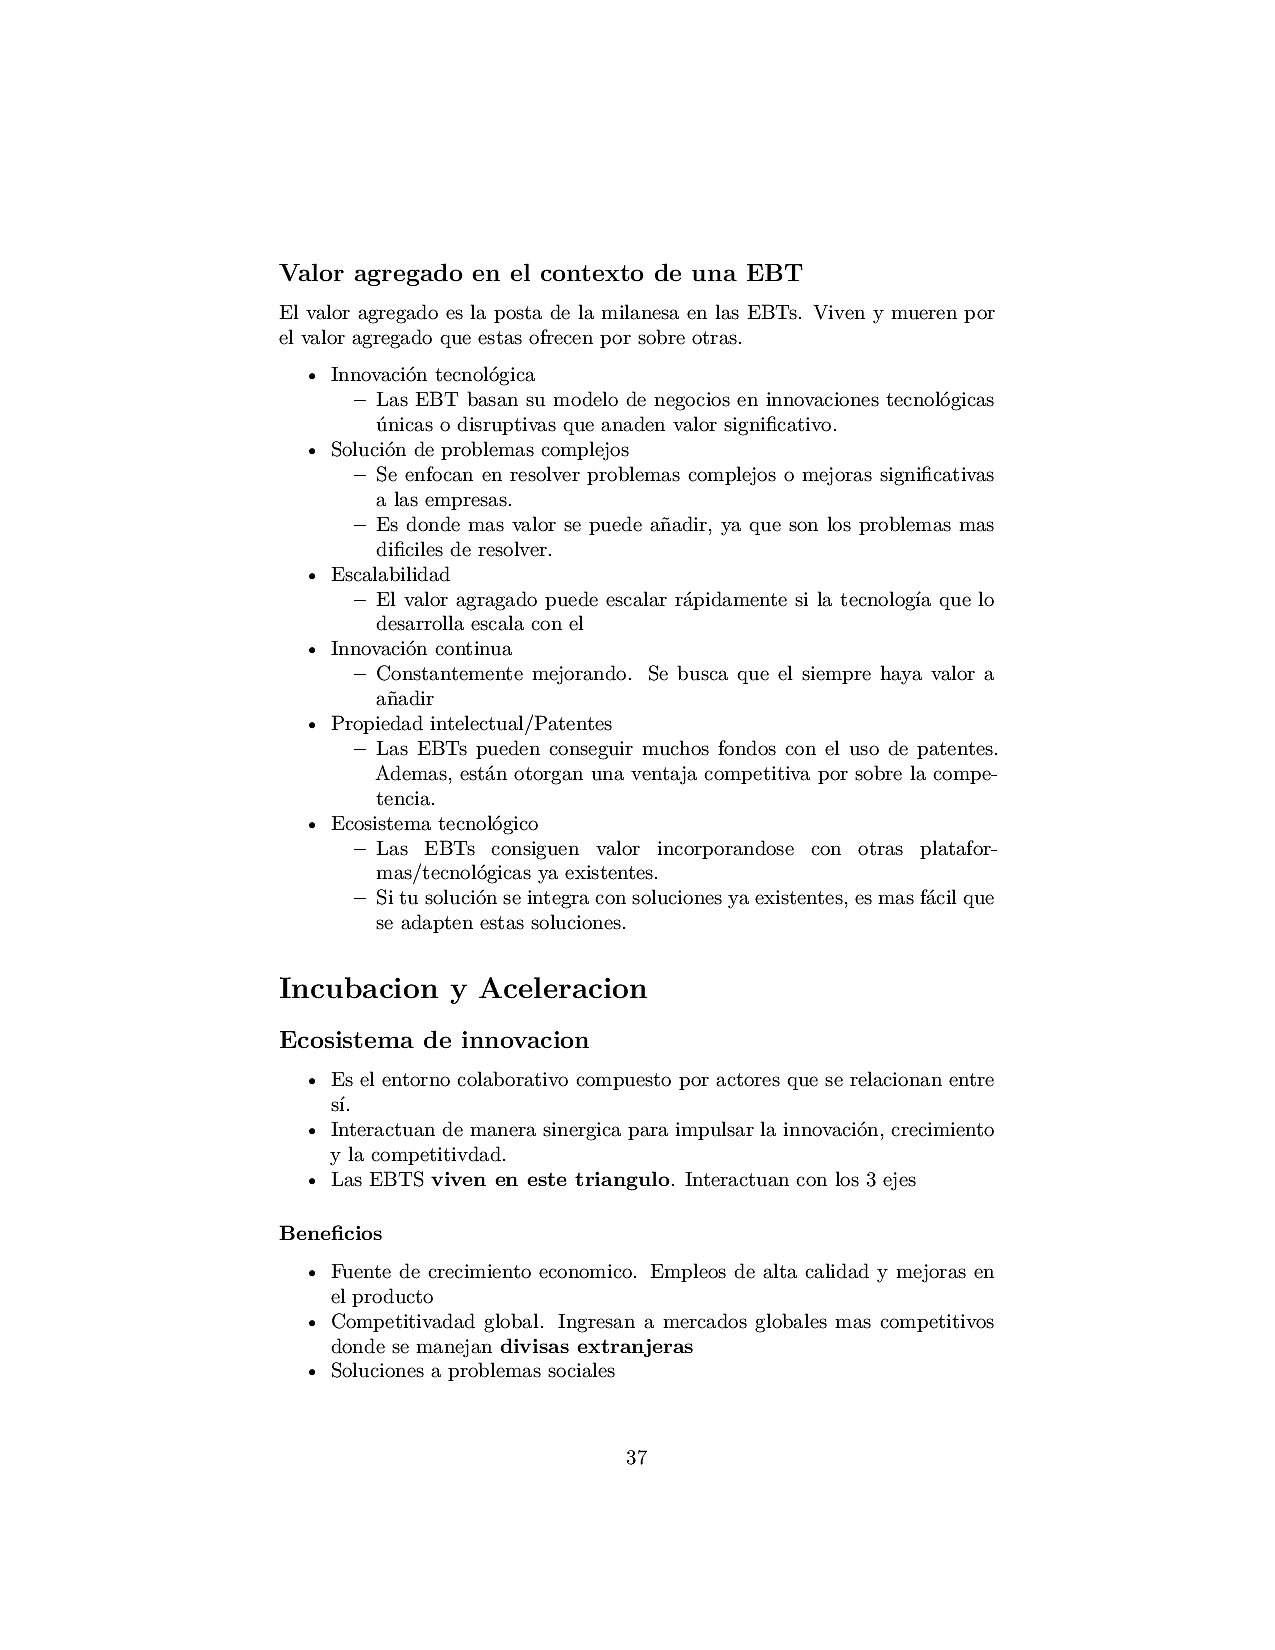 Valor agregado en el contexto de una EBT
El valor agregado es la posta de la milanesa en las EBTs. Viven y mueren por
el valor agregado que estas ofrecen por sobre otras.
• Innovación tecnológica
– Las EBT basan su modelo de negocios en innovaciones tecnológicas
únicas o disruptivas que anaden valor significativo.
• Solución de problemas complejos
– Se enfocan en resolver problemas complejos o mejoras significativas
a las empresas.
– Es donde mas valor se puede añadir, ya que son los problemas mas
dificiles de resolver.
• Escalabilidad
– El valor agragado puede escalar rápidamente si la tecnología que lo
desarrolla escala con el
• Innovación continua
– Constantemente mejorando. Se busca que el siempre haya valor a
añadir
• Propiedad intelectual/Patentes
– Las EBTs pueden conseguir muchos fondos con el uso de patentes.
Ademas, están otorgan una ventaja competitiva por sobre la compe-
tencia.
• Ecosistema tecnológico
– Las EBTs consiguen valor incorporandose con otras platafor-
mas/tecnológicas ya existentes.
– Si tu solución se integra con soluciones ya existentes, es mas fácil que
se adapten estas soluciones.
Incubacion y Aceleracion
Ecosistema de innovacion
• Es el entorno colaborativo compuesto por actores que se relacionan entre
sí.
• Interactuan de manera sinergica para impulsar la innovación, crecimiento
y la competitivdad.
• Las EBTS viven en este triangulo. Interactuan con los 3 ejes
Beneficios
• Fuente de crecimiento economico. Empleos de alta calidad y mejoras en
el producto
• Competitivadad global. Ingresan a mercados globales mas competitivos
donde se manejan divisas extranjeras
• Soluciones a problemas sociales
37